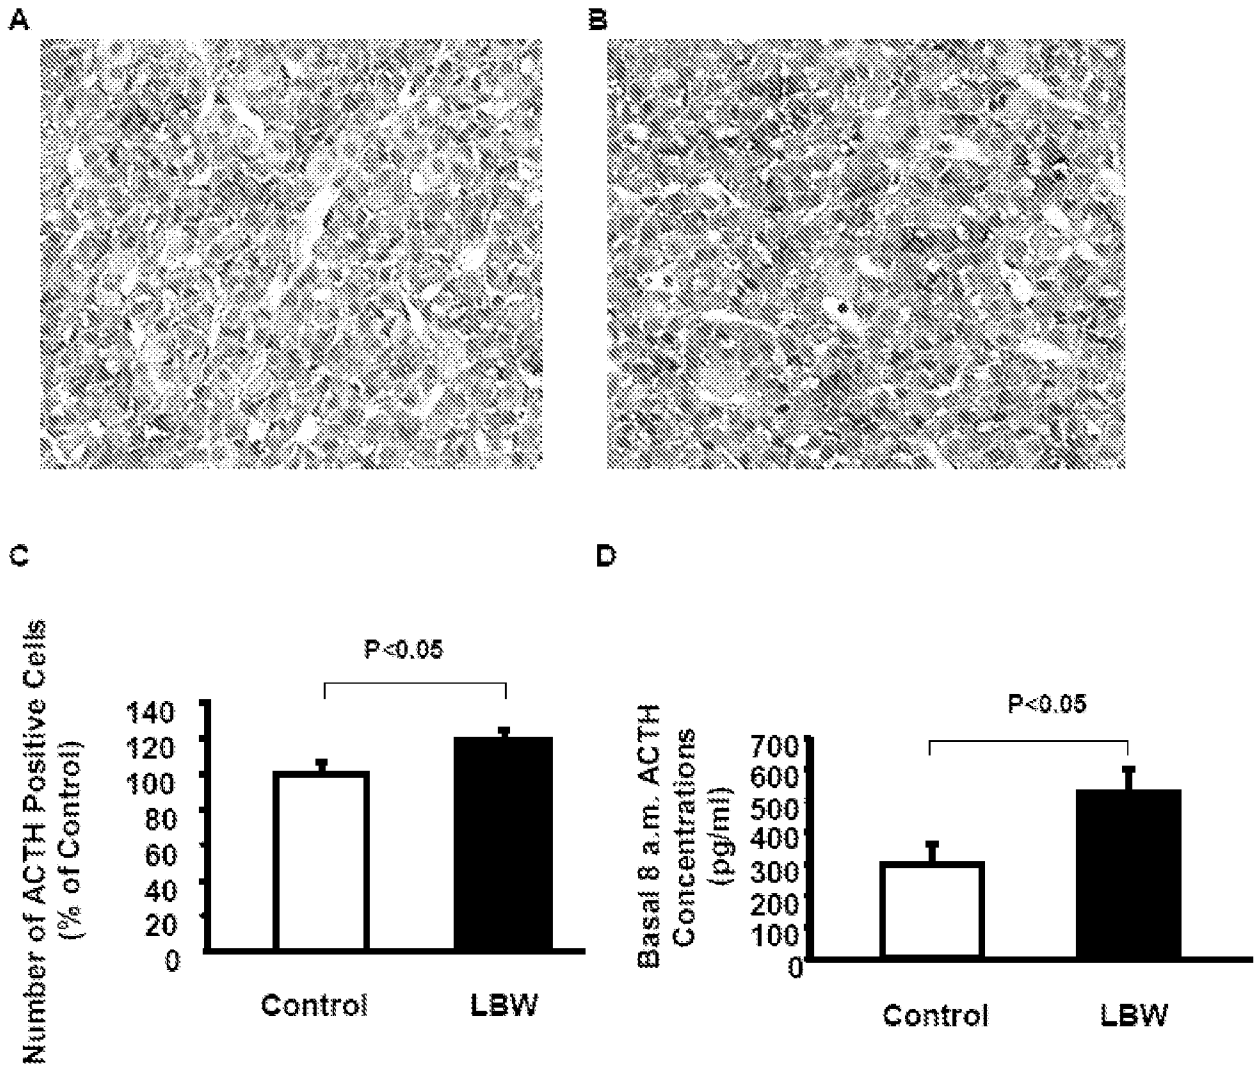 A
B
C
D
Number of ACTH Positive Cells
(% of Control)
P<0.05
140
120
100
80
60
40
20
0
Control
LBW
Basal 8 a.m. ACTH
Concentrations
(pg/ml)
P<0.05
700
600
500
400
300
200
100
0
Control
LBW